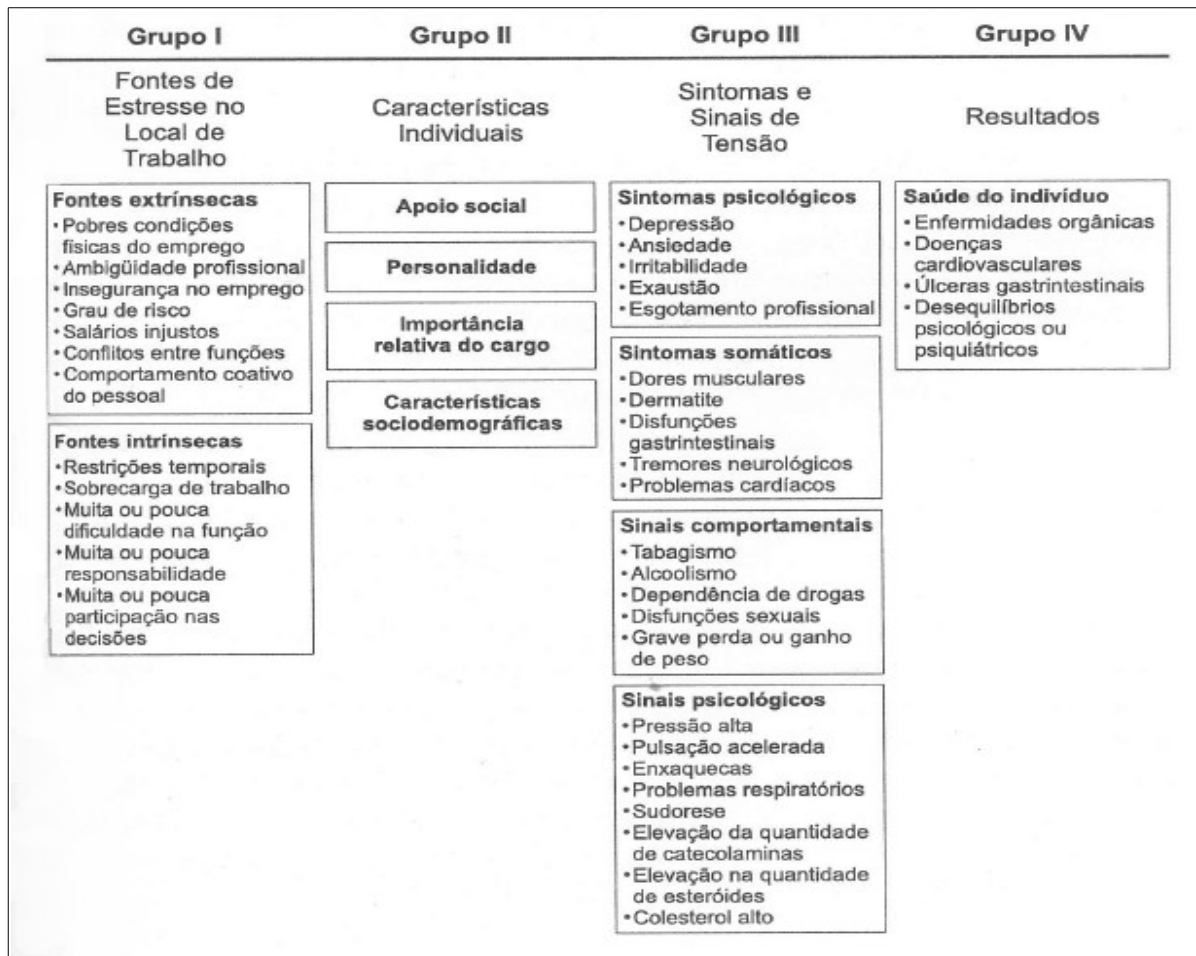 Grupo I
Grupo II
Grupo III
Grupo IV
Fontes de
Estresse no
Local de
Trabalho
Características
Individuais
Sintomas e
Sinais de
Tensão
Resultados
Fontes extrínsecas
• Pobres condições
físicas do emprego
• Ambigüidade profissional
• Insegurança no emprego
• Grau de risco
• Salários injustos
• Conflitos entre funções
• Comportamento coativo
do pessoal
Fontes intrínsecas
• Restrições temporais
• Sobrecarga de trabalho
• Muita ou pouca
dificuldade na função
• Muita ou pouca
responsabilidade
• Muita ou pouca
participação nas
decisões
Apoio social
Personalidade
Importância
relativa do cargo
Características
sociodemográficas
Sintomas psicológicos
• Depressão
• Ansiedade
• Irritabilidade
• Exaustão
• Esgotamento profissional
Sintomas somáticos
• Dores musculares
• Dermatite
• Disfunções
gastrintestinais
• Tremores neurológicos
• Problemas cardíacos
Sinais comportamentais
• Tabagismo
• Alcoolismo
• Dependência de drogas
• Disfunções sexuais
• Grave perda ou ganho
de peso
Sinais psicológicos
• Pressão alta
• Pulsação acelerada
• Enxaquecas
• Problemas respiratórios
• Sudorese
• Elevação da quantidade
de catecolaminas
• Elevação na quantidade
de esteróides
• Colesterol alto
Saúde do indivíduo
• Enfermidades orgânicas
• Doenças
cardiovasculares
• Úlceras gastrintestinais
• Desequilíbrios
psicológicos ou
psiquiátricos